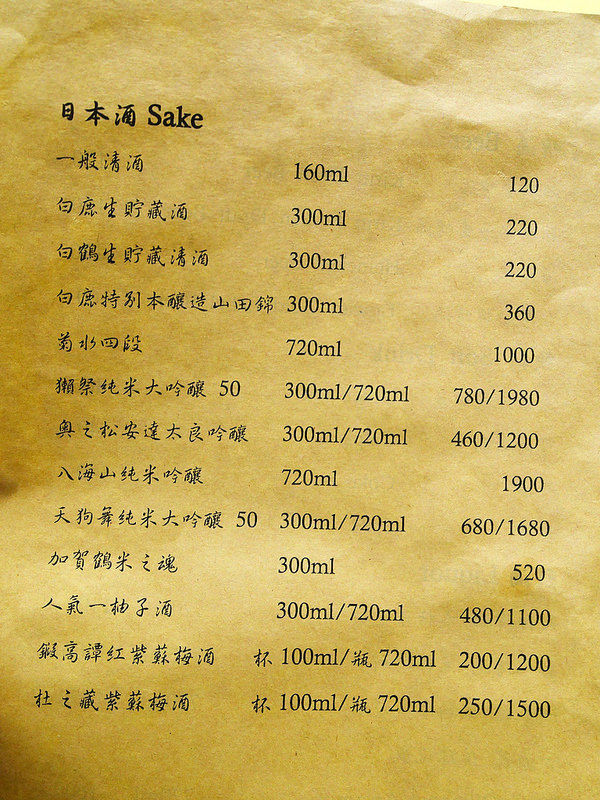 日本酒 Sake
一般清酒 160ml 120
白鹿生貯藏酒 300ml 220
白鶴生貯藏清酒 300ml 220
白鹿特別本釀造山田錦 300ml 360
菊水四段 720ml 1000
獺祭純米大吟釀 50 300ml/720ml 780/1980
奧之松安達太良吟釀 300ml/720ml 460/1200
八海山純米吟釀 720ml 1900
天狗舞純米大吟釀 50 300ml/720ml 680/1680
加賀鶴米之魂 300ml 520
人氣一柚子酒 300ml/720ml 480/1100
鍛高譚紅紫蘇梅酒 杯 100ml/瓶 720ml 200/1200
杜之藏紫蘇梅酒 杯 100ml/瓶 720ml 250/1500